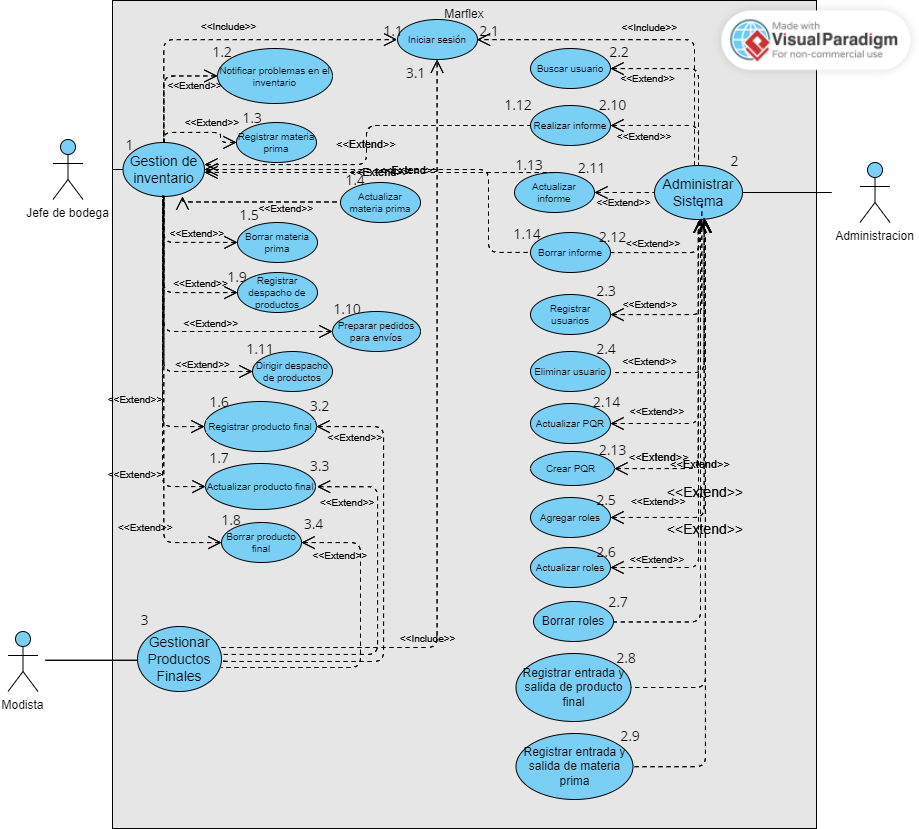 Marflex
Made with
VisualParadigm
For non-commercial use
<<Include>>
1.1
Iniciar sesión
2.1
<<Include>>
3.1
1.2
Notificar problemas en el
inventario
<<Extend>>
2.2
Buscar usuario
<<Extend>>
1.3
<<Extend>>
Registrar materia
prima
1.12
2.10
Realizar informe
<<Extend>>
<<Extend>>
1
Gestion de
inventario
Jefe de bodega
<<Extend>>
<<Extend>>
1.4
Actualizar
materia prima
<<Extend>>
1.13
2.11
Actualizar
informe
<<Extend>>
2
Administrar
Sistema
Administracion
1.5
Borrar materia
prima
<<Extend>>
1.14
2.12
Borrar informe
<<Extend>>
1.9
Registrar
despacho de
productos
<<Extend>>
2.3
Registrar
usuarios
<<Extend>>
1.10
Preparar pedidos
para envíos
<<Extend>>
1.11
Dirigir despacho
de productos
<<Extend>>
2.4
Eliminar usuario
<<Extend>>
<<Extend>>
1.6
3.2
Registrar producto final
<<Extend>>
2.14
Actualizar PQR
<<Extend>>
2.13
Crear PQR
<<Extend>>
<<Extend>>
1.7
3.3
Actualizar producto final
<<Extend>>
<<Extend>>
2.5
Agregar roles
<<Extend>>
<<Extend>>
<<Extend>>
1.8
3.4
Borrar producto
final
<<Extend>>
<<Extend>>
2.6
Actualizar roles
<<Extend>>
2.7
Borrar roles
3
Gestionar
Productos
Finales
<<Include>>
Modista
2.8
Registrar entrada y
salida de producto
final
2.9
Registrar entrada y
salida de materia
prima